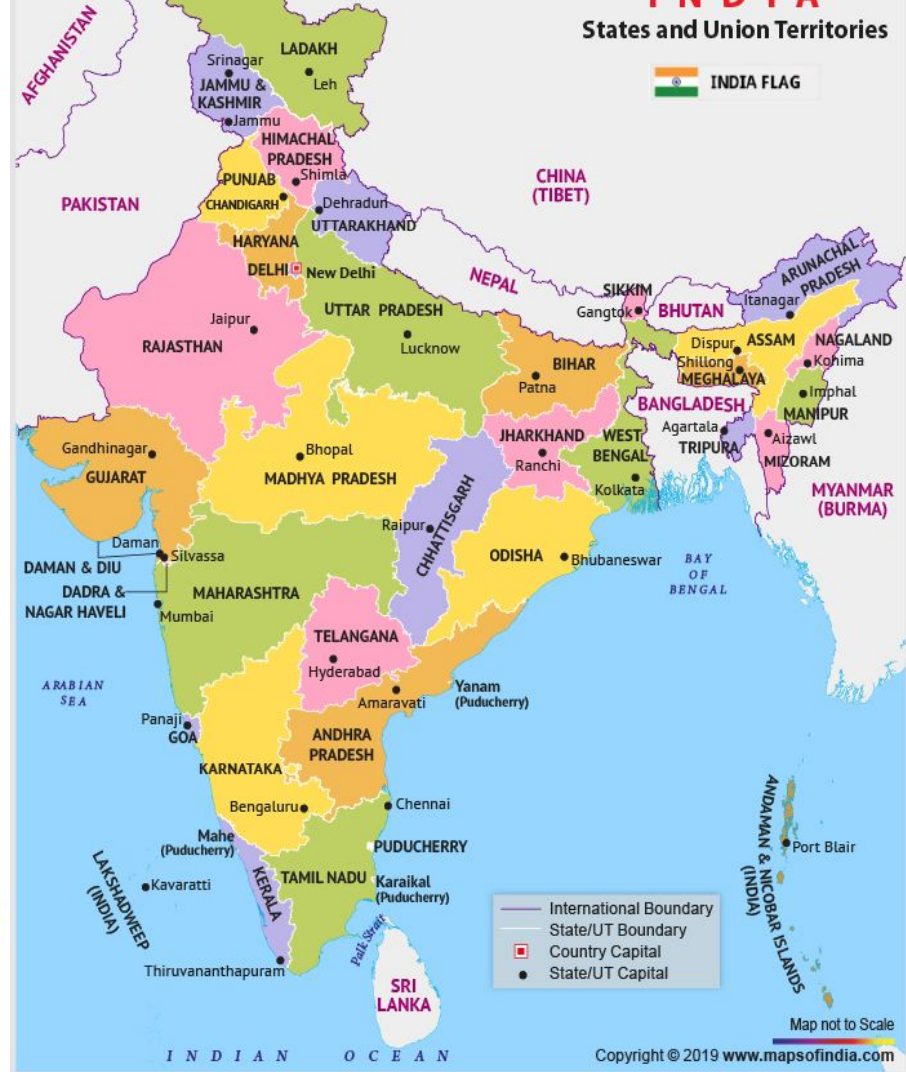 INDIA
States and Union Territories
INDIA FLAG
AFGHANISTAN
LADAKH
Srinagar
Leh
JAMMU &
KASHMIR
Jammu
HIMACHAL
PRADESH
Shimla
PUNJAB
CHANDIGARH
CHINA
(TIBET)
PAKISTAN
Dehradun
UTTARAKHAND
HARYANA
DELHI
New Delhi
NEPAL
ARUNACHAL
PRADESH
Itanagar
SIKKIM
Gangtok
BHUTAN
UTTAR PRADESH
Lucknow
Jaipur
RAJASTHAN
Dispur
ASSAM
NAGALAND
Shillong
Kohima
MEGHALAYA
BIHAR
Patna
Imphal
MANIPUR
BANGLADESH
Agartala
TRIPURA
Aizawl
MIZORAM
JHARKHAND
Ranchi
WEST
BENGAL
Kolkata
Gandhinagar
GUJARAT
Bhopal
MADHYA PRADESH
MYANMAR
(BURMA)
Raipur
CHHATTISGARH
ODISHA
Bhubaneswar
Daman
Silvassa
DAMAN & DIU
DADRA &
NAGAR HAVELI
BAY
OF
BENGAL
MAHARASHTRA
Mumbai
TELANGANA
Hyderabad
ARABIAN
SEA
Amaravati
Yanam
(Puducherry)
Panaji
GOA
ANDHRA
PRADESH
KARNATAKA
Bengaluru
Chennai
Mahe
(Puducherry)
PUDUCHERRY
ANDAMAN & NICOBAR ISLANDS
(INDIA)
Port Blair
LAKSHADWEEP
(INDIA)
Kavaratti
KERALA
TAMIL NADU
Karaikal
(Puducherry)
Palk Strait
Thiruvananthapuram
SRI
LANKA
International Boundary
State/UT Boundary
Country Capital
State/UT Capital
INDIAN OCEAN
Map not to Scale
Copyright © 2019 www.mapsofindia.com